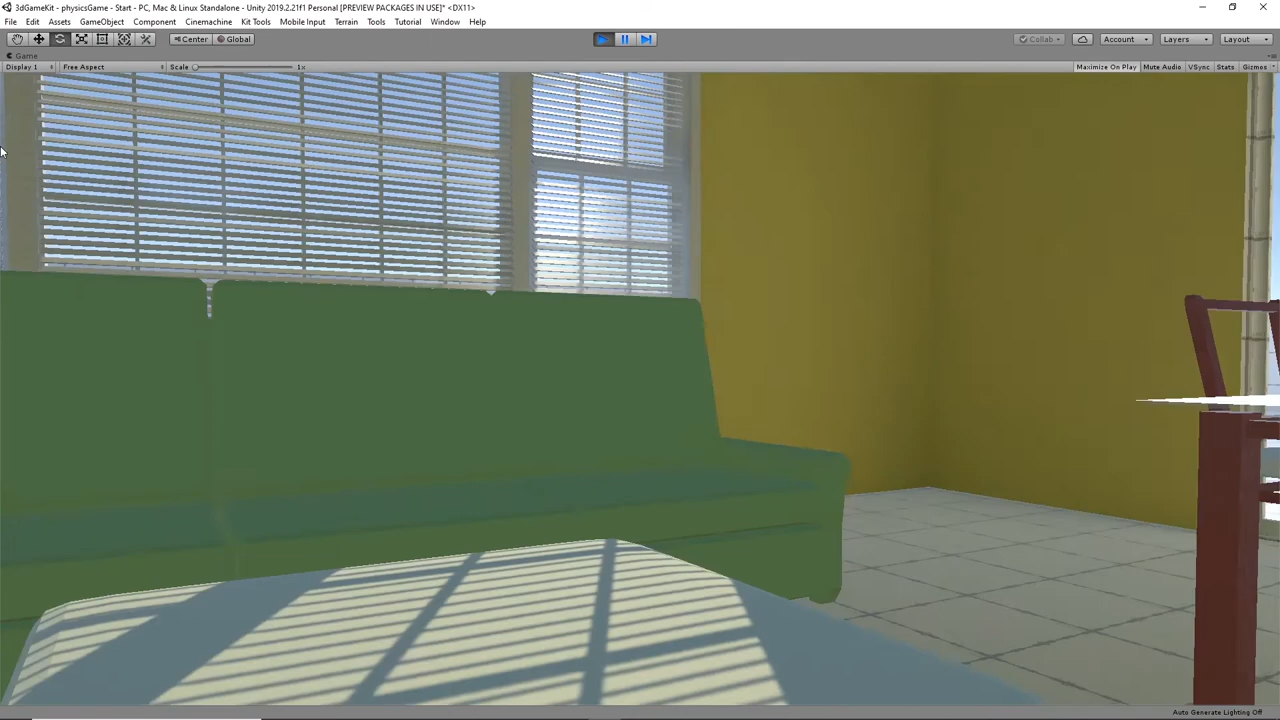 3dGameKit - physicsGame - Start - PC, Mac & Linux Standalone - Unity 2019.2.21f1 Personal [PREVIEW PACKAGES IN USE]* <DX11>
File Edit Assets GameObject Component Cinemachine Kit Tools Mobile Input Terrain Tools Tutorial Window Help
Center Global Collab Account Layers Layout
Game
Display 1 Free Aspect Scale 1x Maximize On Play Mute Audio VSync Stats Gizmos
Auto Generate Lighting Off